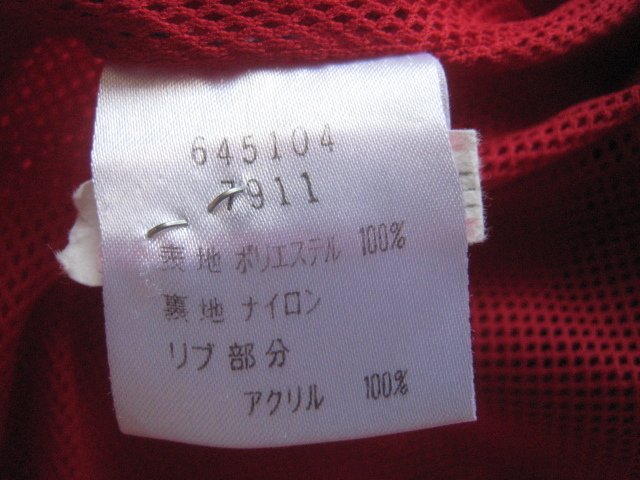 645104
7911
表地 ポリエステル 100%
裏地 ナイロン
リブ部分
アクリル 100%